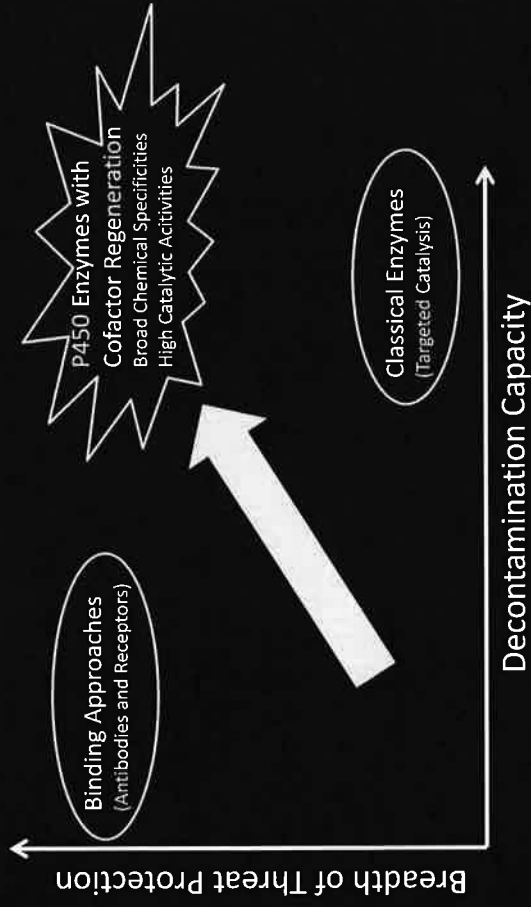 Breadth of Threat Protection
Binding Approaches
(Antibodies and Receptors)
P450 Enzymes with
Cofactor Regeneration
Broad Chemical Specificities
High Catalytic Acitivities
Classical Enzymes
(Targeted Catalysis)
Decontamination Capacity